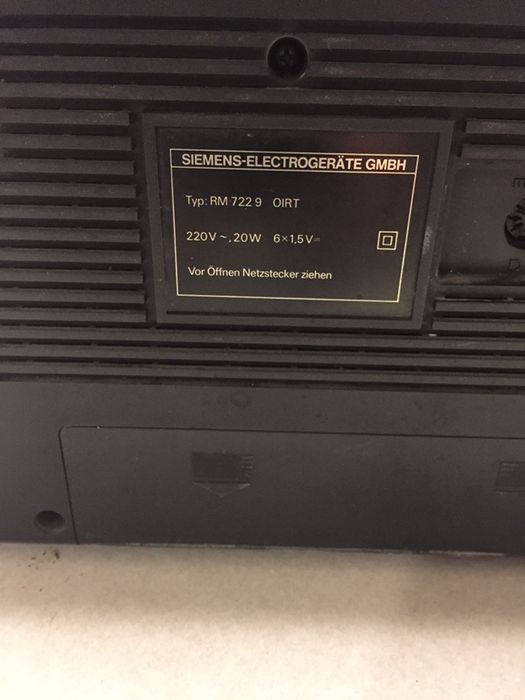 SIEMENS-ELECTROGERÄTE GMBH
Typ: RM 722 9 OIRT
220V ~, 20W 6×1,5V=
Vor Öffnen Netzstecker ziehen